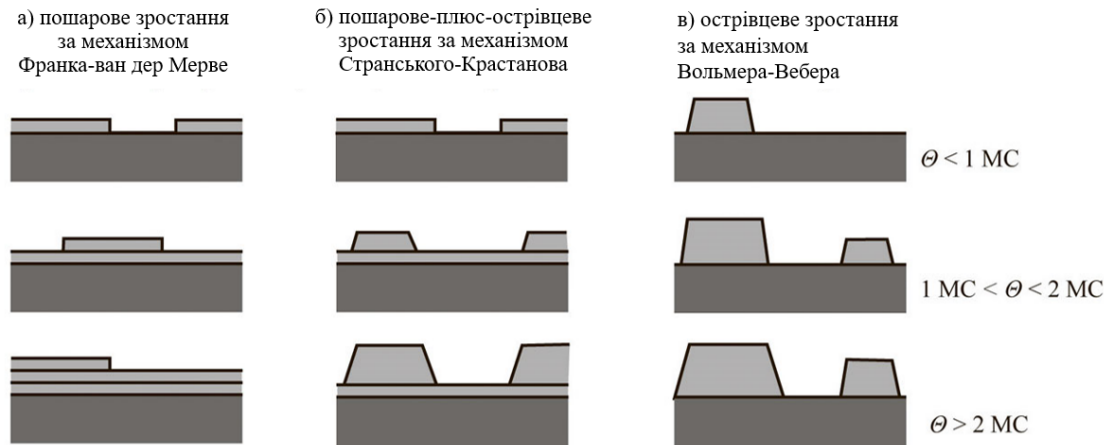 а) пошарове зростання
за механізмом
Франка-ван дер Мерве
б) пошарове-плюс-острівцеве
зростання за механізмом
Странського-Крастанова
в) острівцеве зростання
за механізмом
Вольмера-Вебера
Θ < 1 МС
1 МС < Θ < 2 МС
Θ > 2 МС